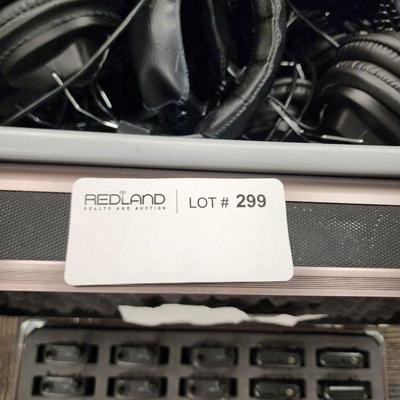 REDLAND
REALTY AND AUCTION
LOT # 299